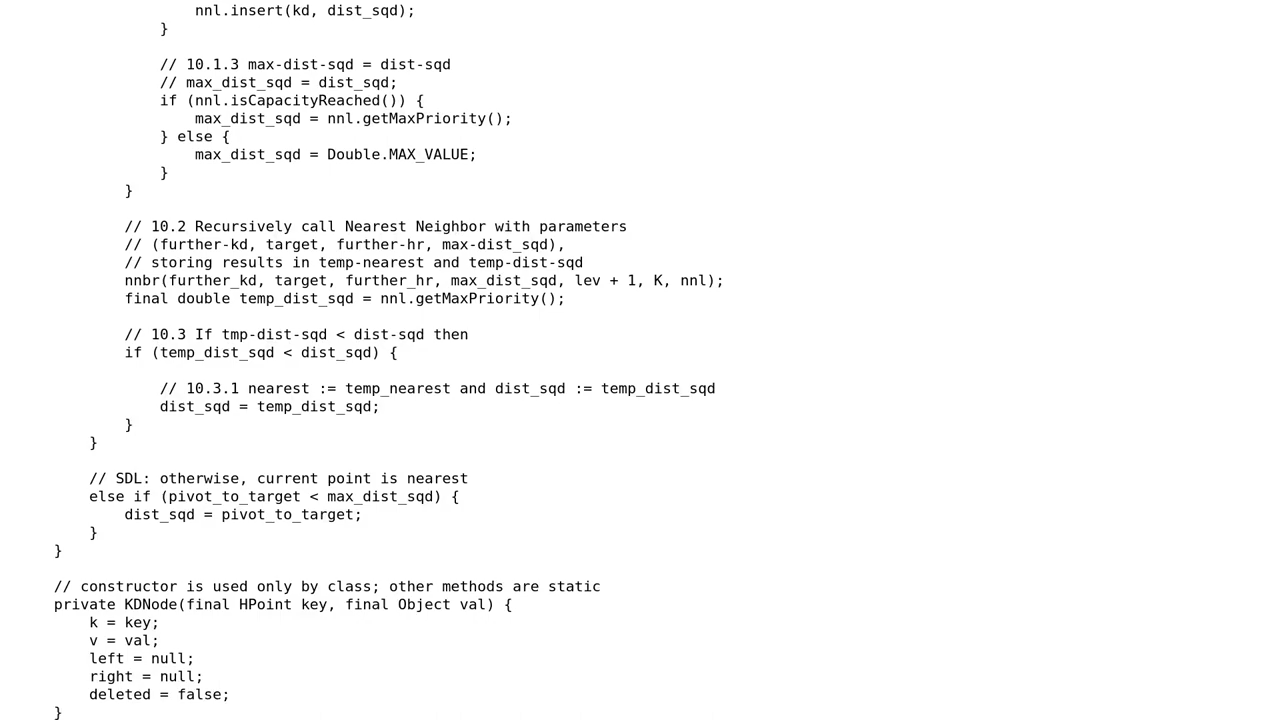 nnl.insert(kd, dist_sqd);
}
// 10.1.3 max-dist-sqd = dist-sqd
// max_dist_sqd = dist_sqd;
if (nnl.isCapacityReached()) {
max_dist_sqd = nnl.getMaxPriority();
} else {
max_dist_sqd = Double.MAX_VALUE;
}
}
// 10.2 Recursively call Nearest Neighbor with parameters
// (further-kd, target, further-hr, max-dist_sqd),
// storing results in temp-nearest and temp-dist-sqd
nnbr(further_kd, target, further_hr, max_dist_sqd, lev + 1, K, nnl);
final double temp_dist_sqd = nnl.getMaxPriority();
// 10.3 If tmp-dist-sqd < dist-sqd then
if (temp_dist_sqd < dist_sqd) {
// 10.3.1 nearest := temp_nearest and dist_sqd := temp_dist_sqd
dist_sqd = temp_dist_sqd;
}
}
// SDL: otherwise, current point is nearest
else if (pivot_to_target < max_dist_sqd) {
dist_sqd = pivot_to_target;
}
}
// constructor is used only by class; other methods are static
private KDNode(final HPoint key, final Object val) {
k = key;
v = val;
left = null;
right = null;
deleted = false;
}